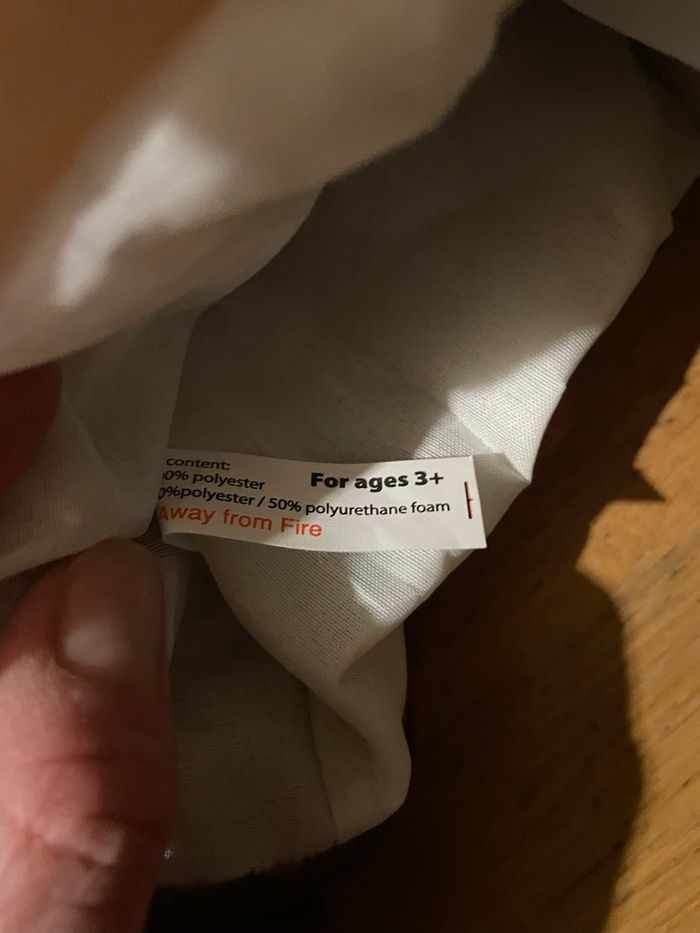 content:
0% polyester
For ages 3+
0%polyester / 50% polyurethane foam
Away from Fire